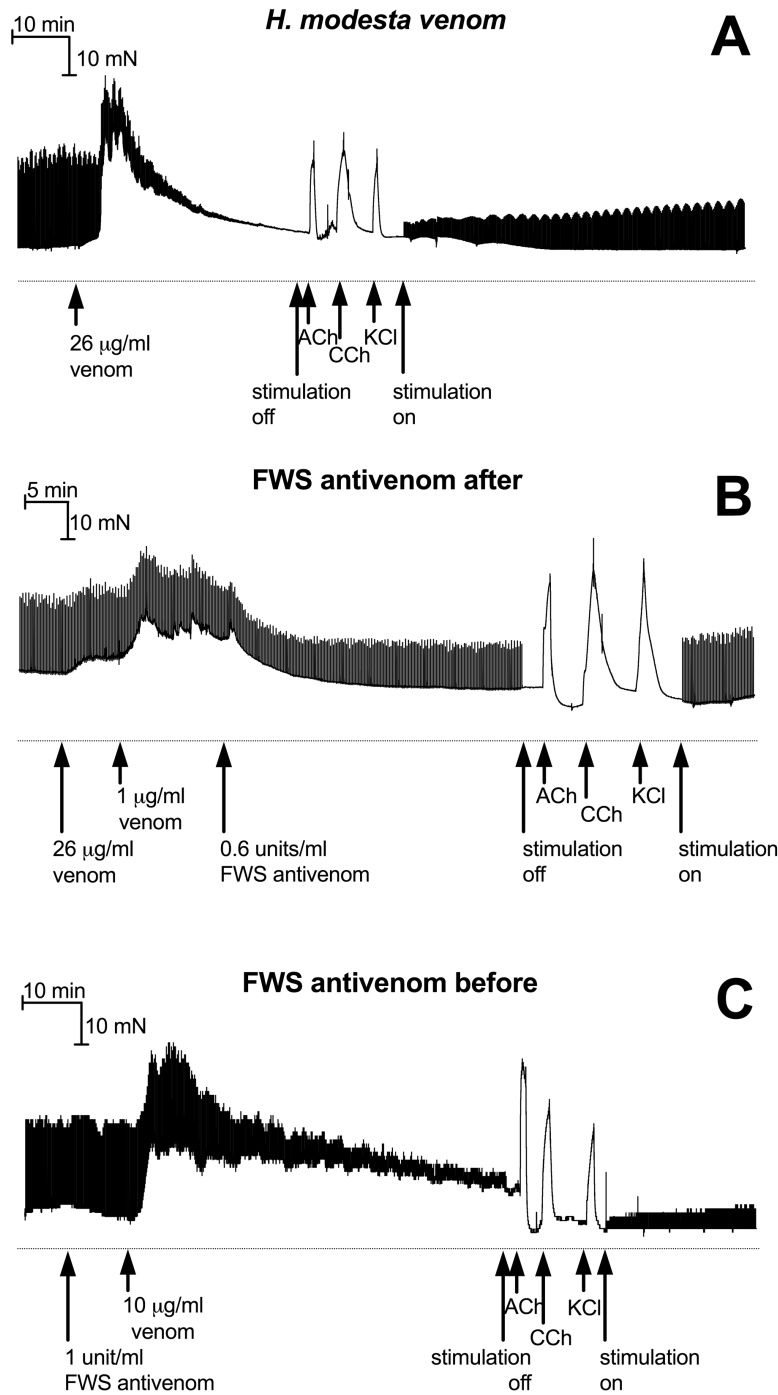 H. modesta venom
A
10 min
10 mN
26 μg/ml
venom
ACh
CCh
KCl
stimulation
off
stimulation
on
FWS antivenom after
B
5 min
10 mN
1 μg/ml
venom
26 μg/ml
venom
0.6 units/ml
FWS antivenom
ACh
CCh
KCl
stimulation
off
stimulation
on
FWS antivenom before
C
10 min
10 mN
10 μg/ml
venom
1 unit/ml
FWS antivenom
ACh
CCh
KCl
stimulation
off
stimulation
on